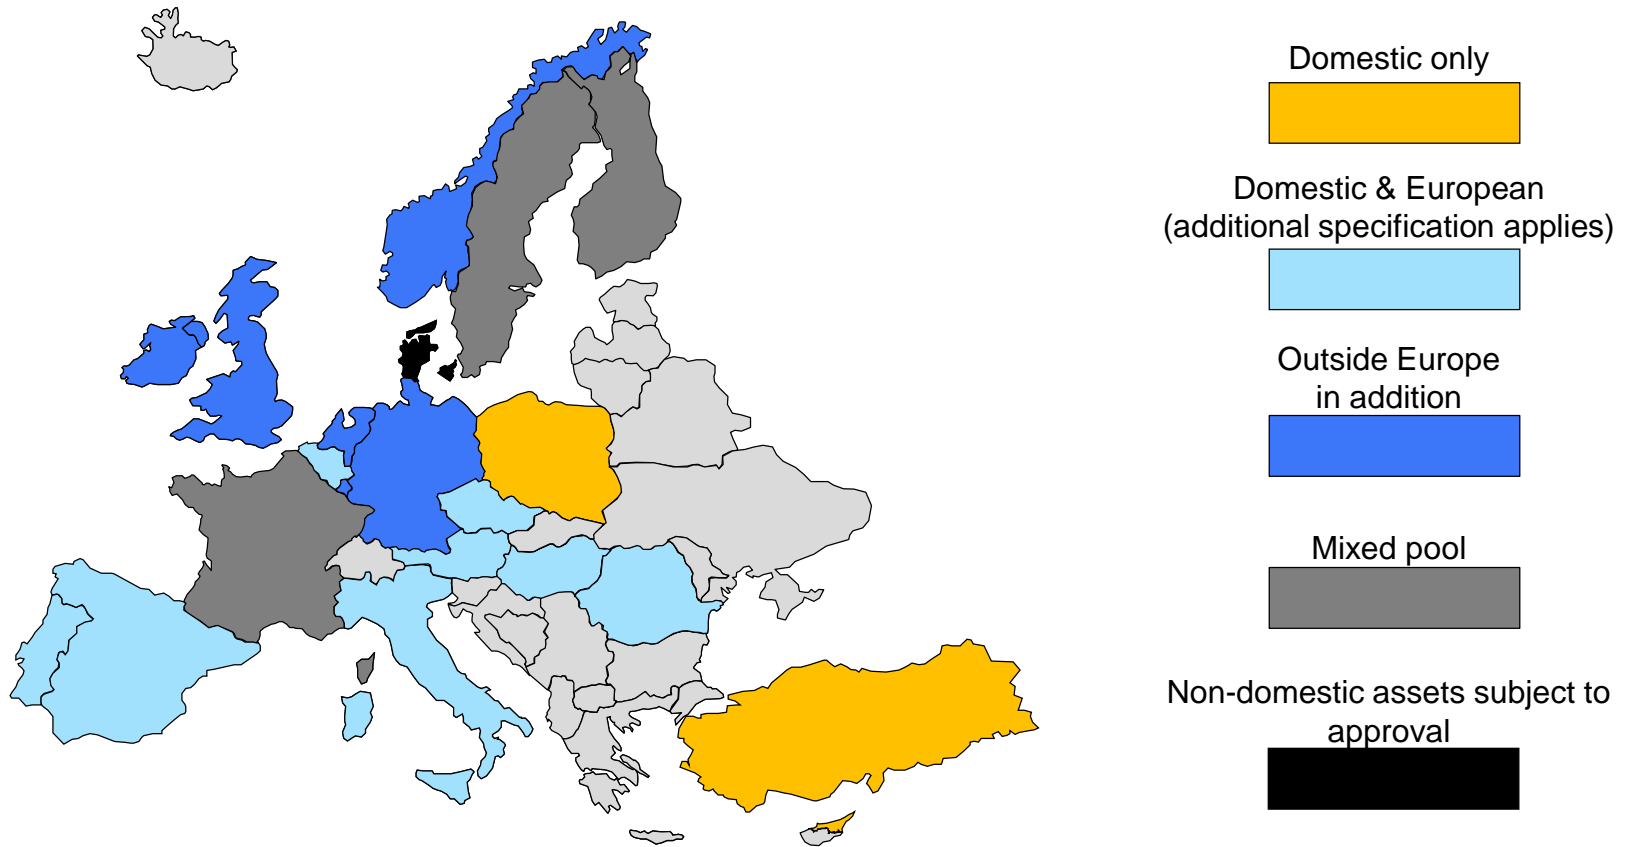 Domestic only
Domestic & European
(additional specification applies)
Outside Europe
in addition
Mixed pool
Non-domestic assets subject to
approval